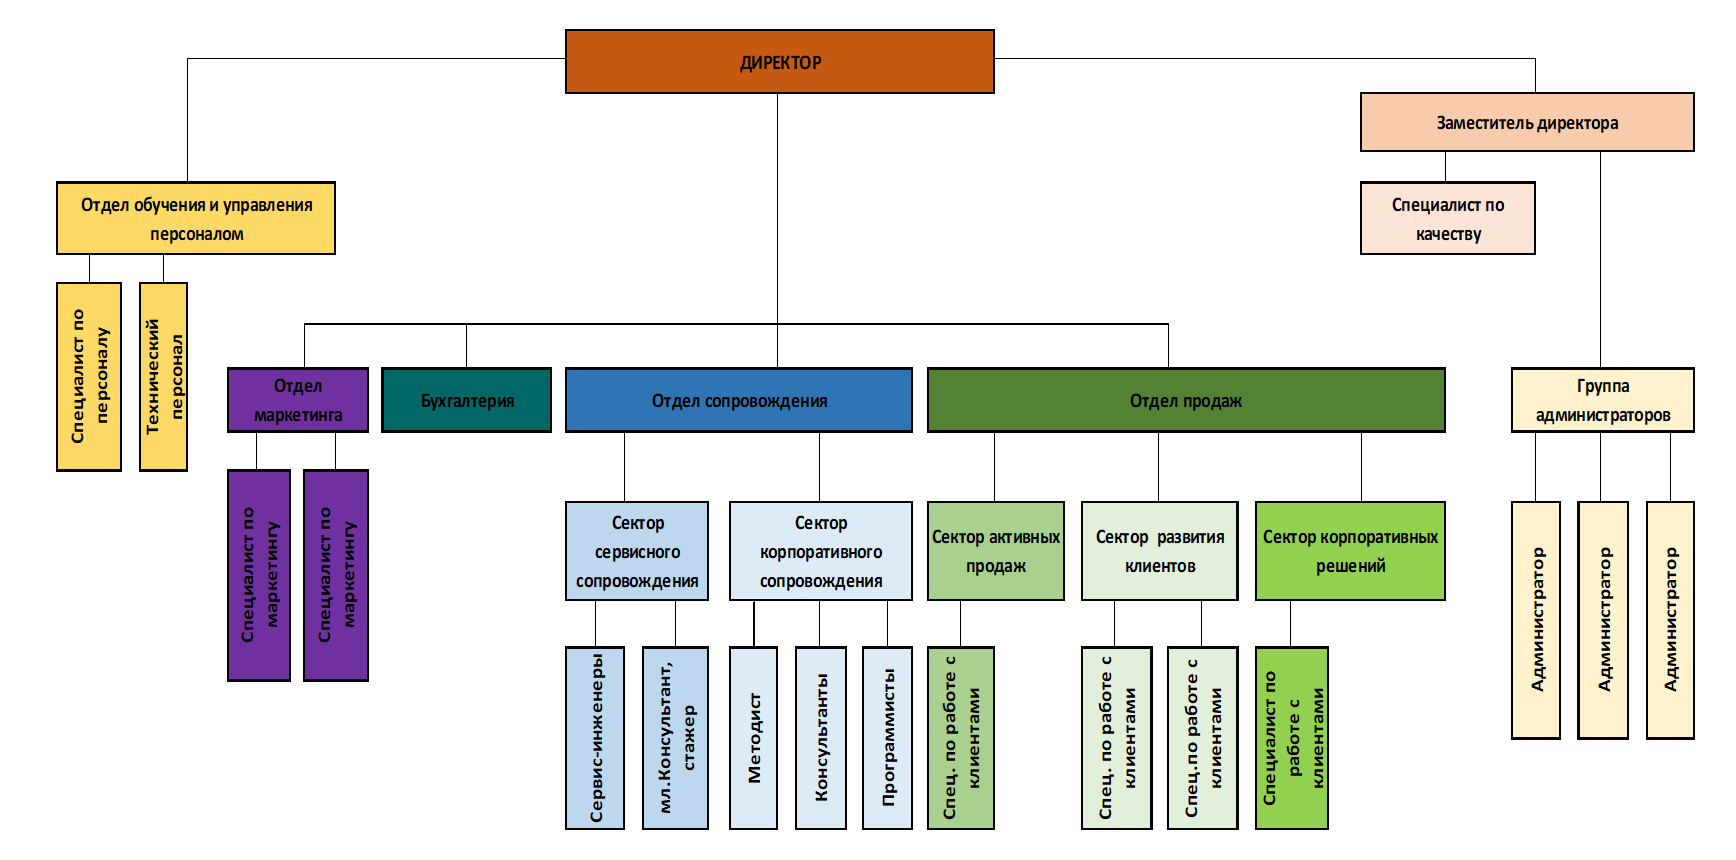 ДИРЕКТОР
Заместитель директора
Отдел обучения и управления
персоналом
Специалист по
качеству
Специалист по
персоналу
Технический
персонал
Отдел
маркетинга
Бухгалтерия
Отдел сопровождения
Отдел продаж
Группа
администраторов
Специалист по
маркетингу
Специалист по
маркетингу
Сектор
сервисного
сопровождения
Сектор
корпоративного
сопровождения
Сектор активных
продаж
Сектор развития
клиентов
Сектор корпоративных
решений
Администратор
Администратор
Администратор
Сервис-инженеры
мл.Консультант,
стажер
Методист
Консультанты
Программисты
Спец. по работе с
клиентами
Спец. по работе с
клиентами
Спец.по работе с
клиентами
Специалист по
работе с
клиентами